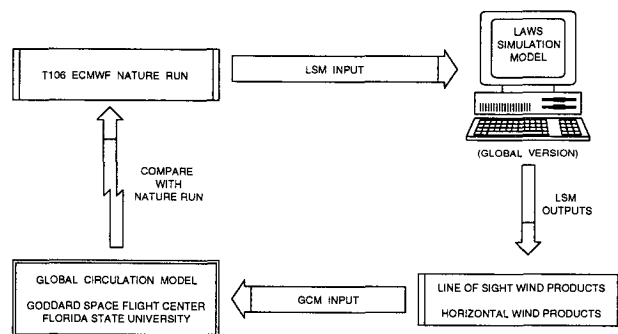 T106 ECMWF NATURE RUN
LSM INPUT
LAWS
SIMULATION
MODEL
(GLOBAL VERSION)
LSM
OUTPUTS
LINE OF SIGHT WIND PRODUCTS
HORIZONTAL WIND PRODUCTS
GCM INPUT
GLOBAL CIRCULATION MODEL
GODDARD SPACE FLIGHT CENTER
FLORIDA STATE UNIVERSITY
COMPARE
WITH
NATURE RUN